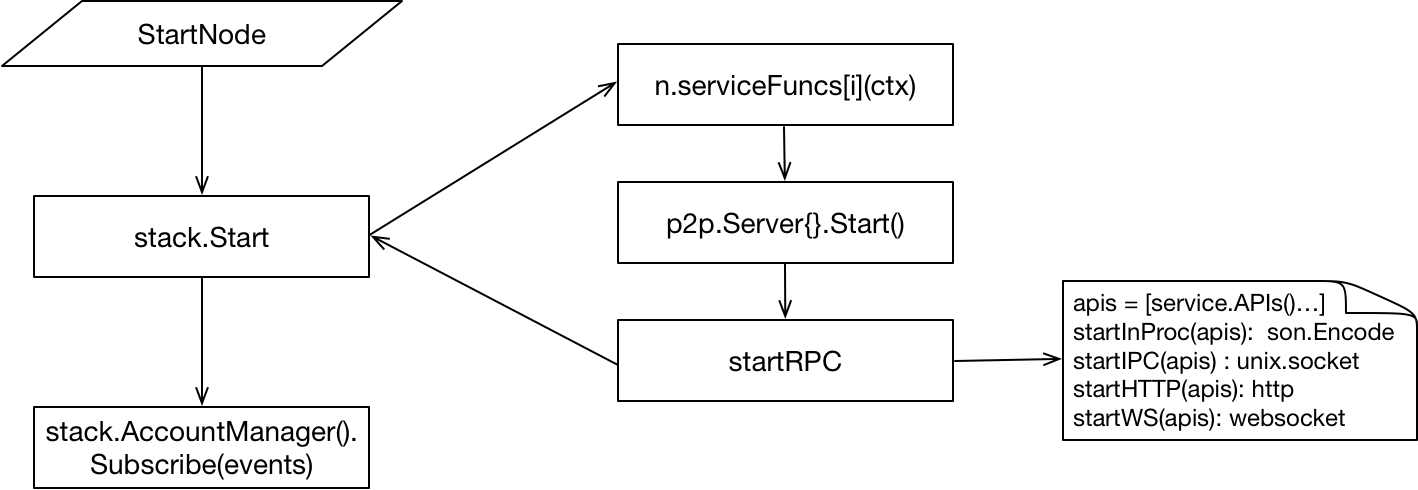 StartNode
stack.Start
stack.AccountManager().
Subscribe(events)
n.serviceFuncs[i](ctx)
p2p.Server{}.Start()
startRPC
apis = [service.APIs()…]
startInProc(apis):  son.Encode
startIPC(apis) : unix.socket
startHTTP(apis): http
startWS(apis): websocket